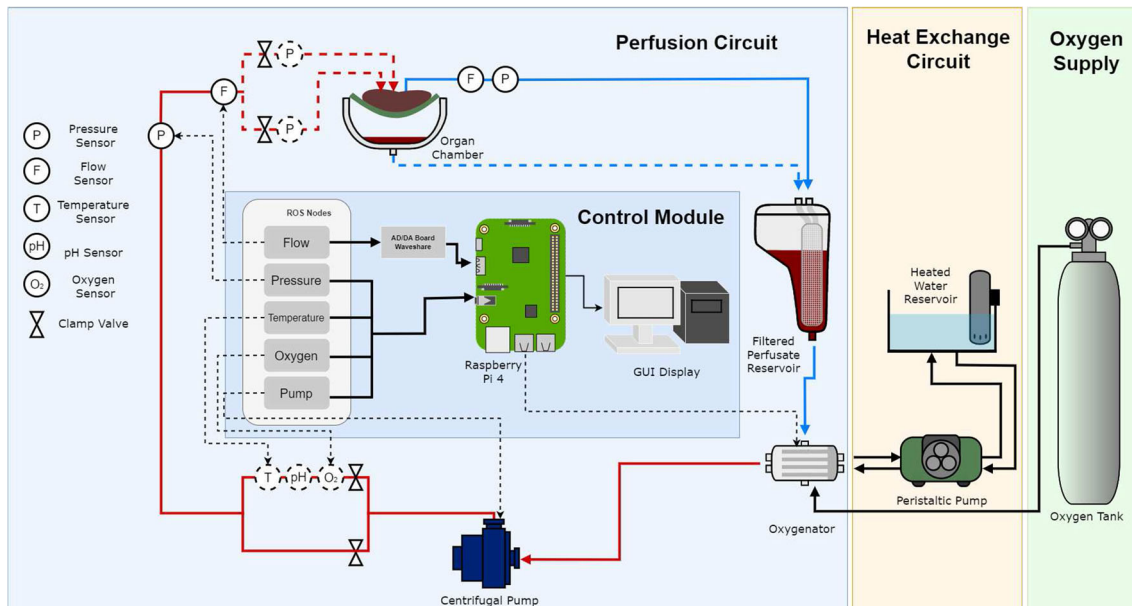 Perfusion Circuit
Heat Exchange
Circuit
Oxygen
Supply
P
Pressure
Sensor
F
Flow
Sensor
T
Temperature
Sensor
pH
pH Sensor
O₂
Oxygen
Sensor
Clamp Valve
P
F
P
P
P
F
P
Organ
Chamber
Control Module
ROS Nodes
Flow
Pressure
Temperature
Oxygen
Pump
AD/DA Board
Waveshare
Raspberry
Pi 4
GUI Display
Filtered
Perfusate
Reservoir
Heated
Water
Reservoir
T
pH
O₂
Centrifugal Pump
Oxygenator
Peristaltic Pump
Oxygen Tank